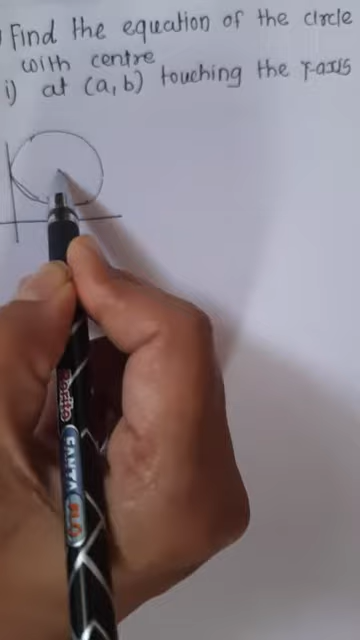 Find the equation of the circle
with centre
i) at (a,b) touching the Y-axis